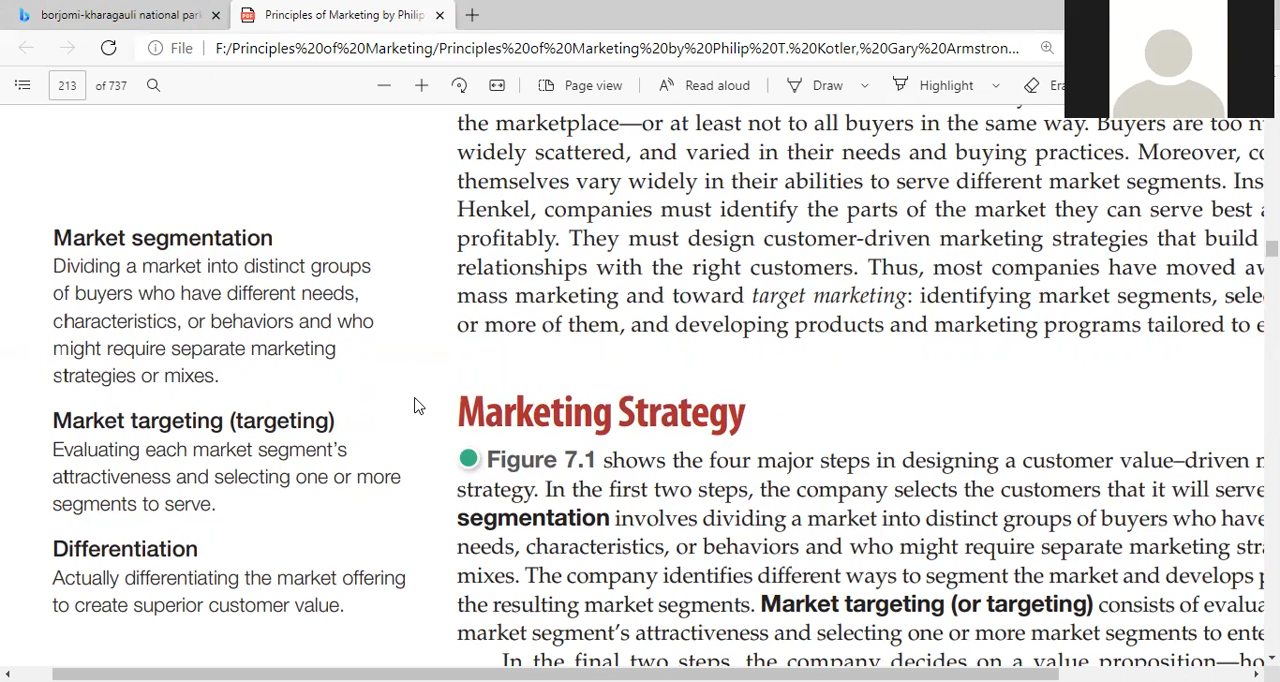 borjomi-kharagauli national par
Principles of Marketing by Philip
File
F:/Principles%20of%20Marketing/Principles%20of%20Marketing%20by%20Philip%20T.%20Kotler,%20Gary%20Armstron...
213 of 737
Page view
Read aloud
Draw
Highlight
Era
the marketplace—or at least not to all buyers in the same way. Buyers are too n
widely scattered, and varied in their needs and buying practices. Moreover, co
themselves vary widely in their abilities to serve different market segments. Ins
Henkel, companies must identify the parts of the market they can serve best a
profitably. They must design customer-driven marketing strategies that build
relationships with the right customers. Thus, most companies have moved aw
mass marketing and toward target marketing: identifying market segments, sele
or more of them, and developing products and marketing programs tailored to e
Market segmentation
Dividing a market into distinct groups
of buyers who have different needs,
characteristics, or behaviors and who
might require separate marketing
strategies or mixes.
Market targeting (targeting)
Evaluating each market segment's
attractiveness and selecting one or more
segments to serve.
Differentiation
Actually differentiating the market offering
to create superior customer value.
Marketing Strategy
Figure 7.1 shows the four major steps in designing a customer value–driven m
strategy. In the first two steps, the company selects the customers that it will serve
segmentation involves dividing a market into distinct groups of buyers who have
needs, characteristics, or behaviors and who might require separate marketing stra
mixes. The company identifies different ways to segment the market and develops p
the resulting market segments. Market targeting (or targeting) consists of evalua
market segment's attractiveness and selecting one or more market segments to ente
In the final two steps, the company decides on a value proposition—ho